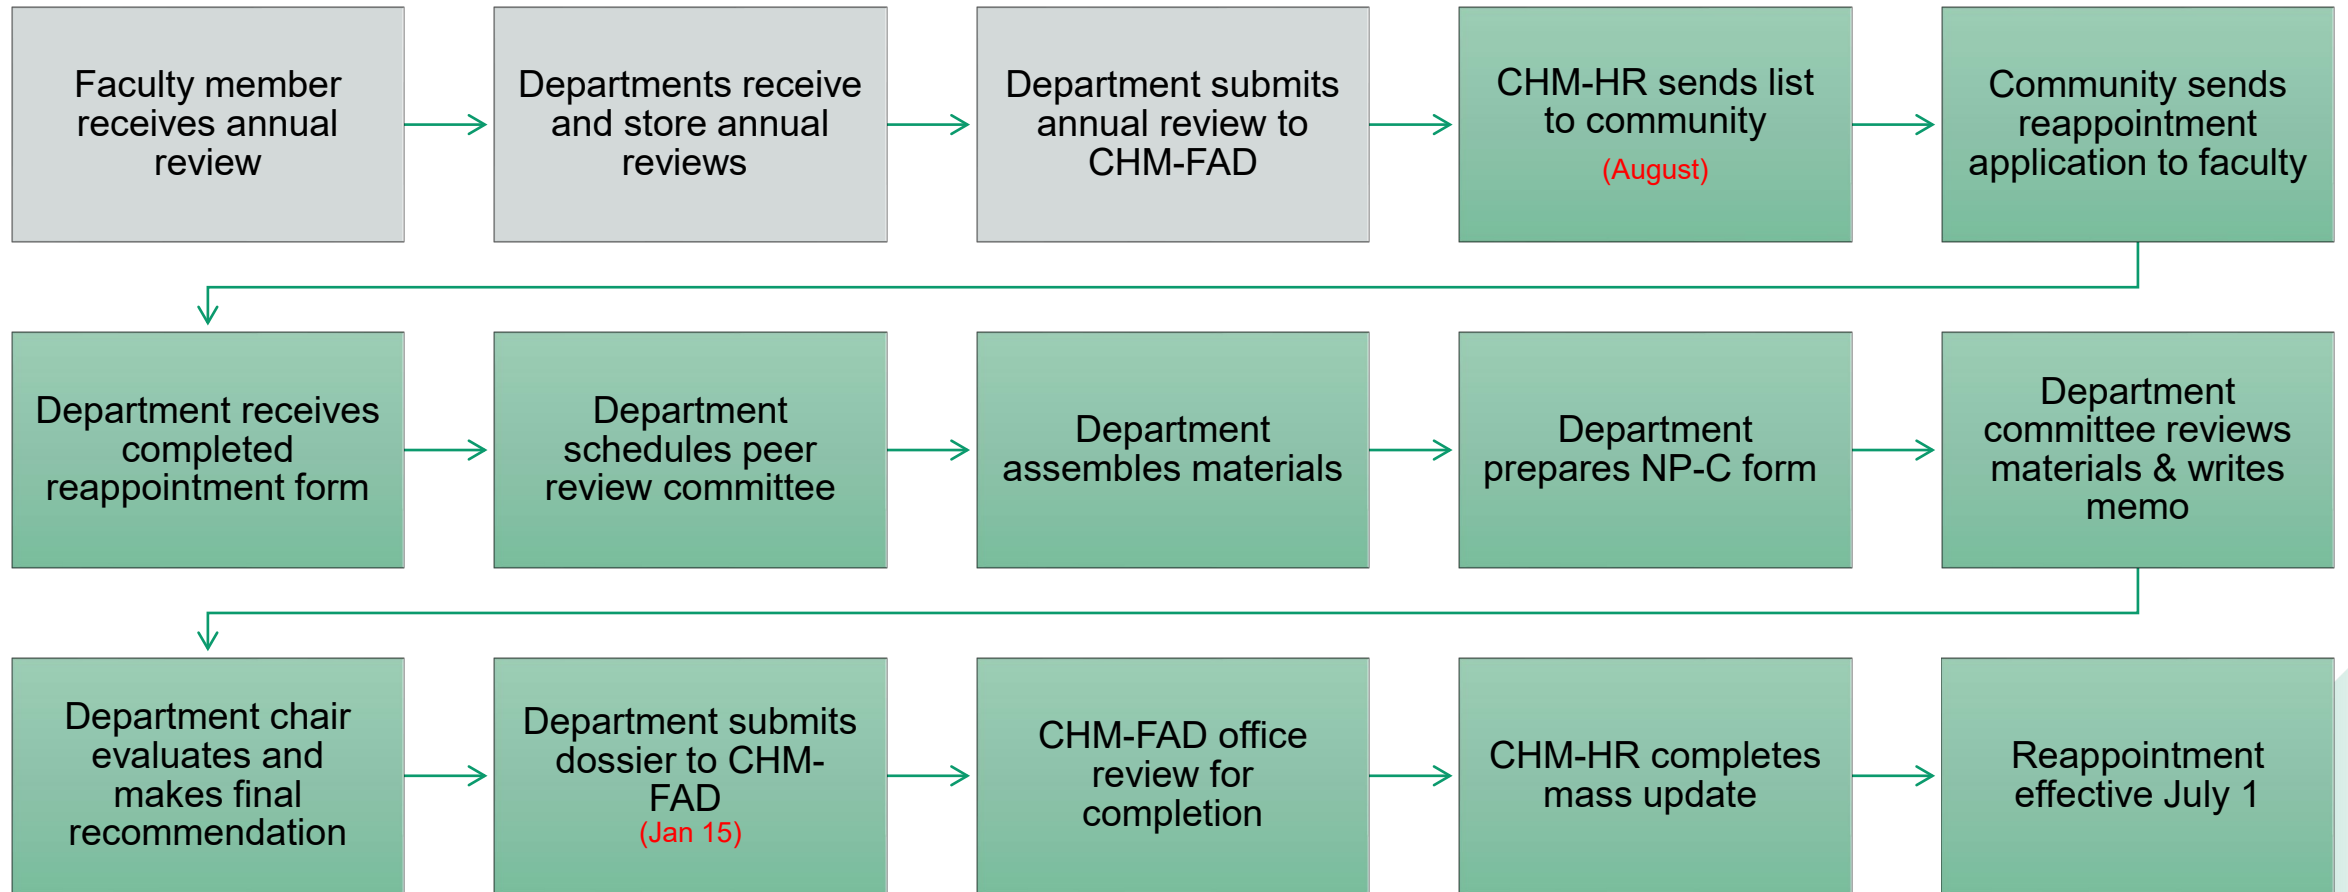 Faculty member
receives annual
review
Departments receive
and store annual
reviews
Department submits
annual review to
CHM-FAD
CHM-HR sends list
to community
(August)
Community sends
reappointment
application to faculty
Department receives
completed
reappointment form
Department
schedules peer
review committee
Department
assembles materials
Department
prepares NP-C form
Department
committee reviews
materials & writes
memo
Department chair
evaluates and
makes final
recommendation
Department submits
dossier to CHM-
FAD
(Jan 15)
CHM-FAD office
review for
completion
CHM-HR completes
mass update
Reappointment
effective July 1